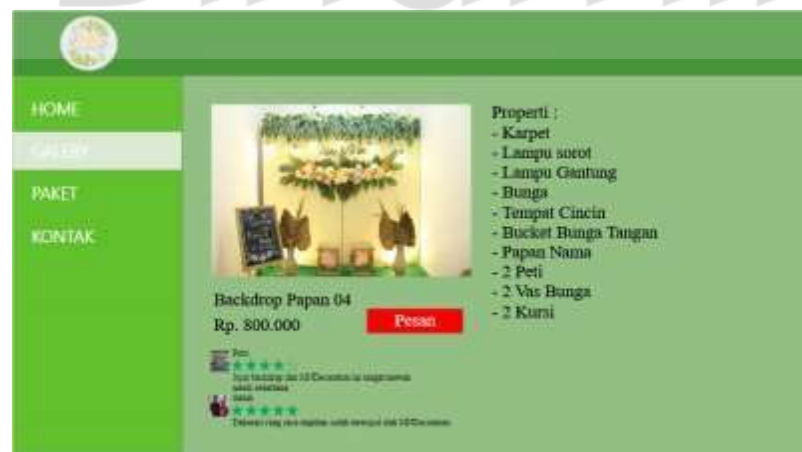 HOME
GALERY
PAKET
KONTAK
Properti :
- Karpet
- Lampu sorot
- Lampu Gantung
- Bunga
- Tempat Cincin
- Bucket Bunga Tangan
- Papan Nama
- 2 Peti
- 2 Vas Bunga
- 2 Kursi
Backdrop Papan 04
Rp. 800.000
Pesan